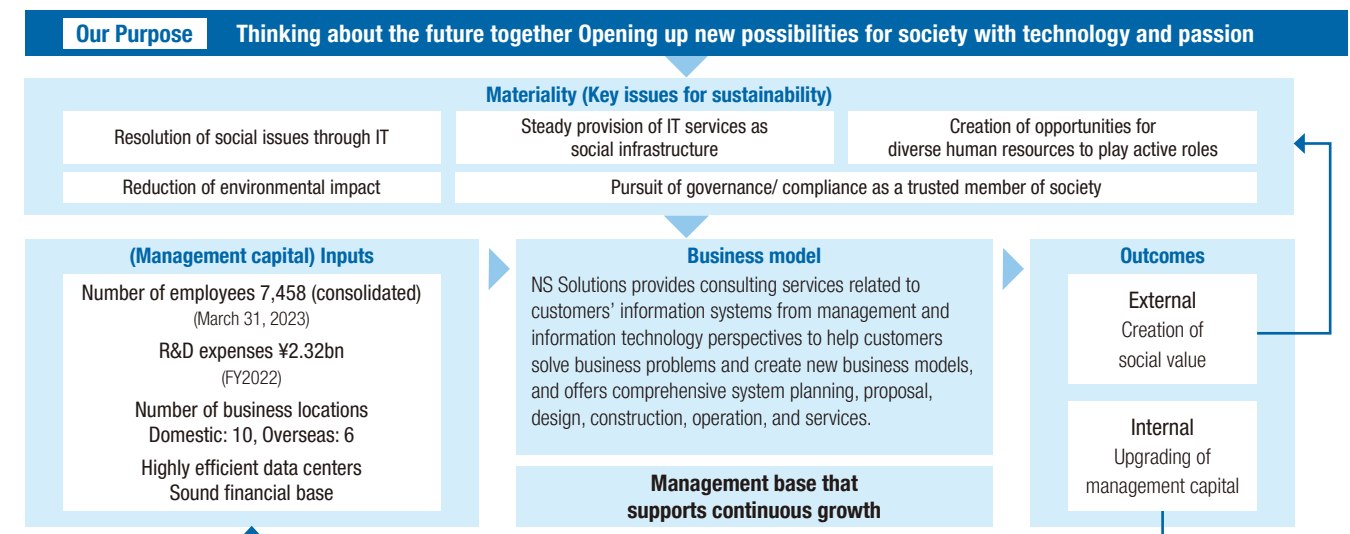 Our Purpose Thinking about the future together Opening up new possibilities for society with technology and passion
Materiality (Key issues for sustainability)
Resolution of social issues through IT
Steady provision of IT services as
social infrastructure
Creation of opportunities for
diverse human resources to play active roles
Reduction of environmental impact
Pursuit of governance/ compliance as a trusted member of society
(Management capital) Inputs
Number of employees 7,458 (consolidated)
(March 31, 2023)
R&D expenses ¥2.32bn
(FY2022)
Number of business locations
Domestic: 10, Overseas: 6
Highly efficient data centers
Sound financial base
Business model
NS Solutions provides consulting services related to
customers’ information systems from management and
information technology perspectives to help customers
solve business problems and create new business models,
and offers comprehensive system planning, proposal,
design, construction, operation, and services.
Management base that
supports continuous growth
Outcomes
External
Creation of
social value
Internal
Upgrading of
management capital